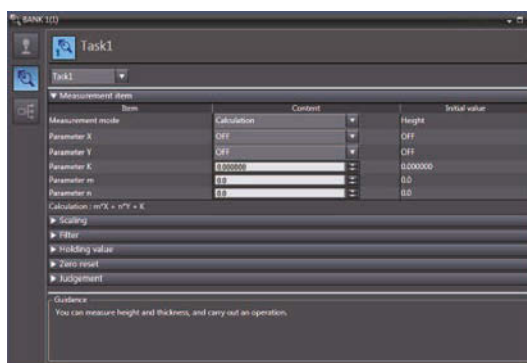 BANK 1(1)
Task1
Task1
▼ Measurement item
Item Content Initial value
Measurement mode Calculation Height
Parameter X OFF OFF
Parameter Y OFF OFF
Parameter K 0.000000 0.000000
Parameter m 0.0 0.0
Parameter n 0.0 0.0
Calculation : m*X + n*Y + K
▶ Scaling
▶ Filter
▶ Holding value
▶ Zero reset
▶ Judgement
Guidance
You can measure height and thickness, and carry out an operation.